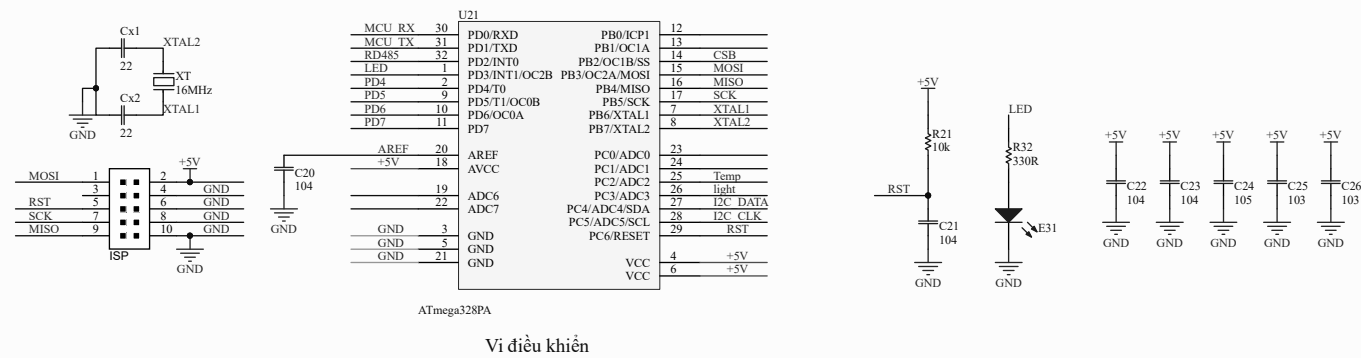 Cx1
22
XTAL2
XT
16MHz
Cx2
22
XTAL1
GND
MOSI 1 2 +5V
3 4 GND
RST 5 6 GND
SCK 7 8 GND
MISO 9 10 GND
ISP
GND
U21
MCU_RX 30 PD0/RXD
MCU_TX 31 PD1/TXD
RD485 32 PD2/INT0
LED 1 PD3/INT1/OC2B
PD4 2 PD4/T0
PD5 9 PD5/T1/OC0B
PD6 10 PD6/OC0A
PD7 11 PD7
AREF 20 AREF
+5V 18 AVCC
C20
104
GND
19 ADC6
22 ADC7
GND 3 GND
GND 5 GND
GND 21 GND
PB0/ICP1 12
PB1/OC1A 13
PB2/OC1B/SS 14 CSB
PB3/OC2A/MOSI 15 MOSI
PB4/MISO 16 MISO
PB5/SCK 17 SCK
PB6/XTAL1 7 XTAL1
PB7/XTAL2 8 XTAL2
PC0/ADC0 23
PC1/ADC1 24
PC2/ADC2 25 Temp
PC3/ADC3 26 light
PC4/ADC4/SDA 27 I2C_DATA
PC5/ADC5/SCL 28 I2C_CLK
PC6/RESET 29 RST
VCC 4 +5V
VCC 6 +5V
ATmega328PA
+5V
R21
10k
RST
C21
104
GND
LED
R32
330R
E31
GND
+5V +5V +5V +5V +5V
C22 C23 C24 C25 C26
104 104 105 103 103
GND GND GND GND GND
Vi điều khiển